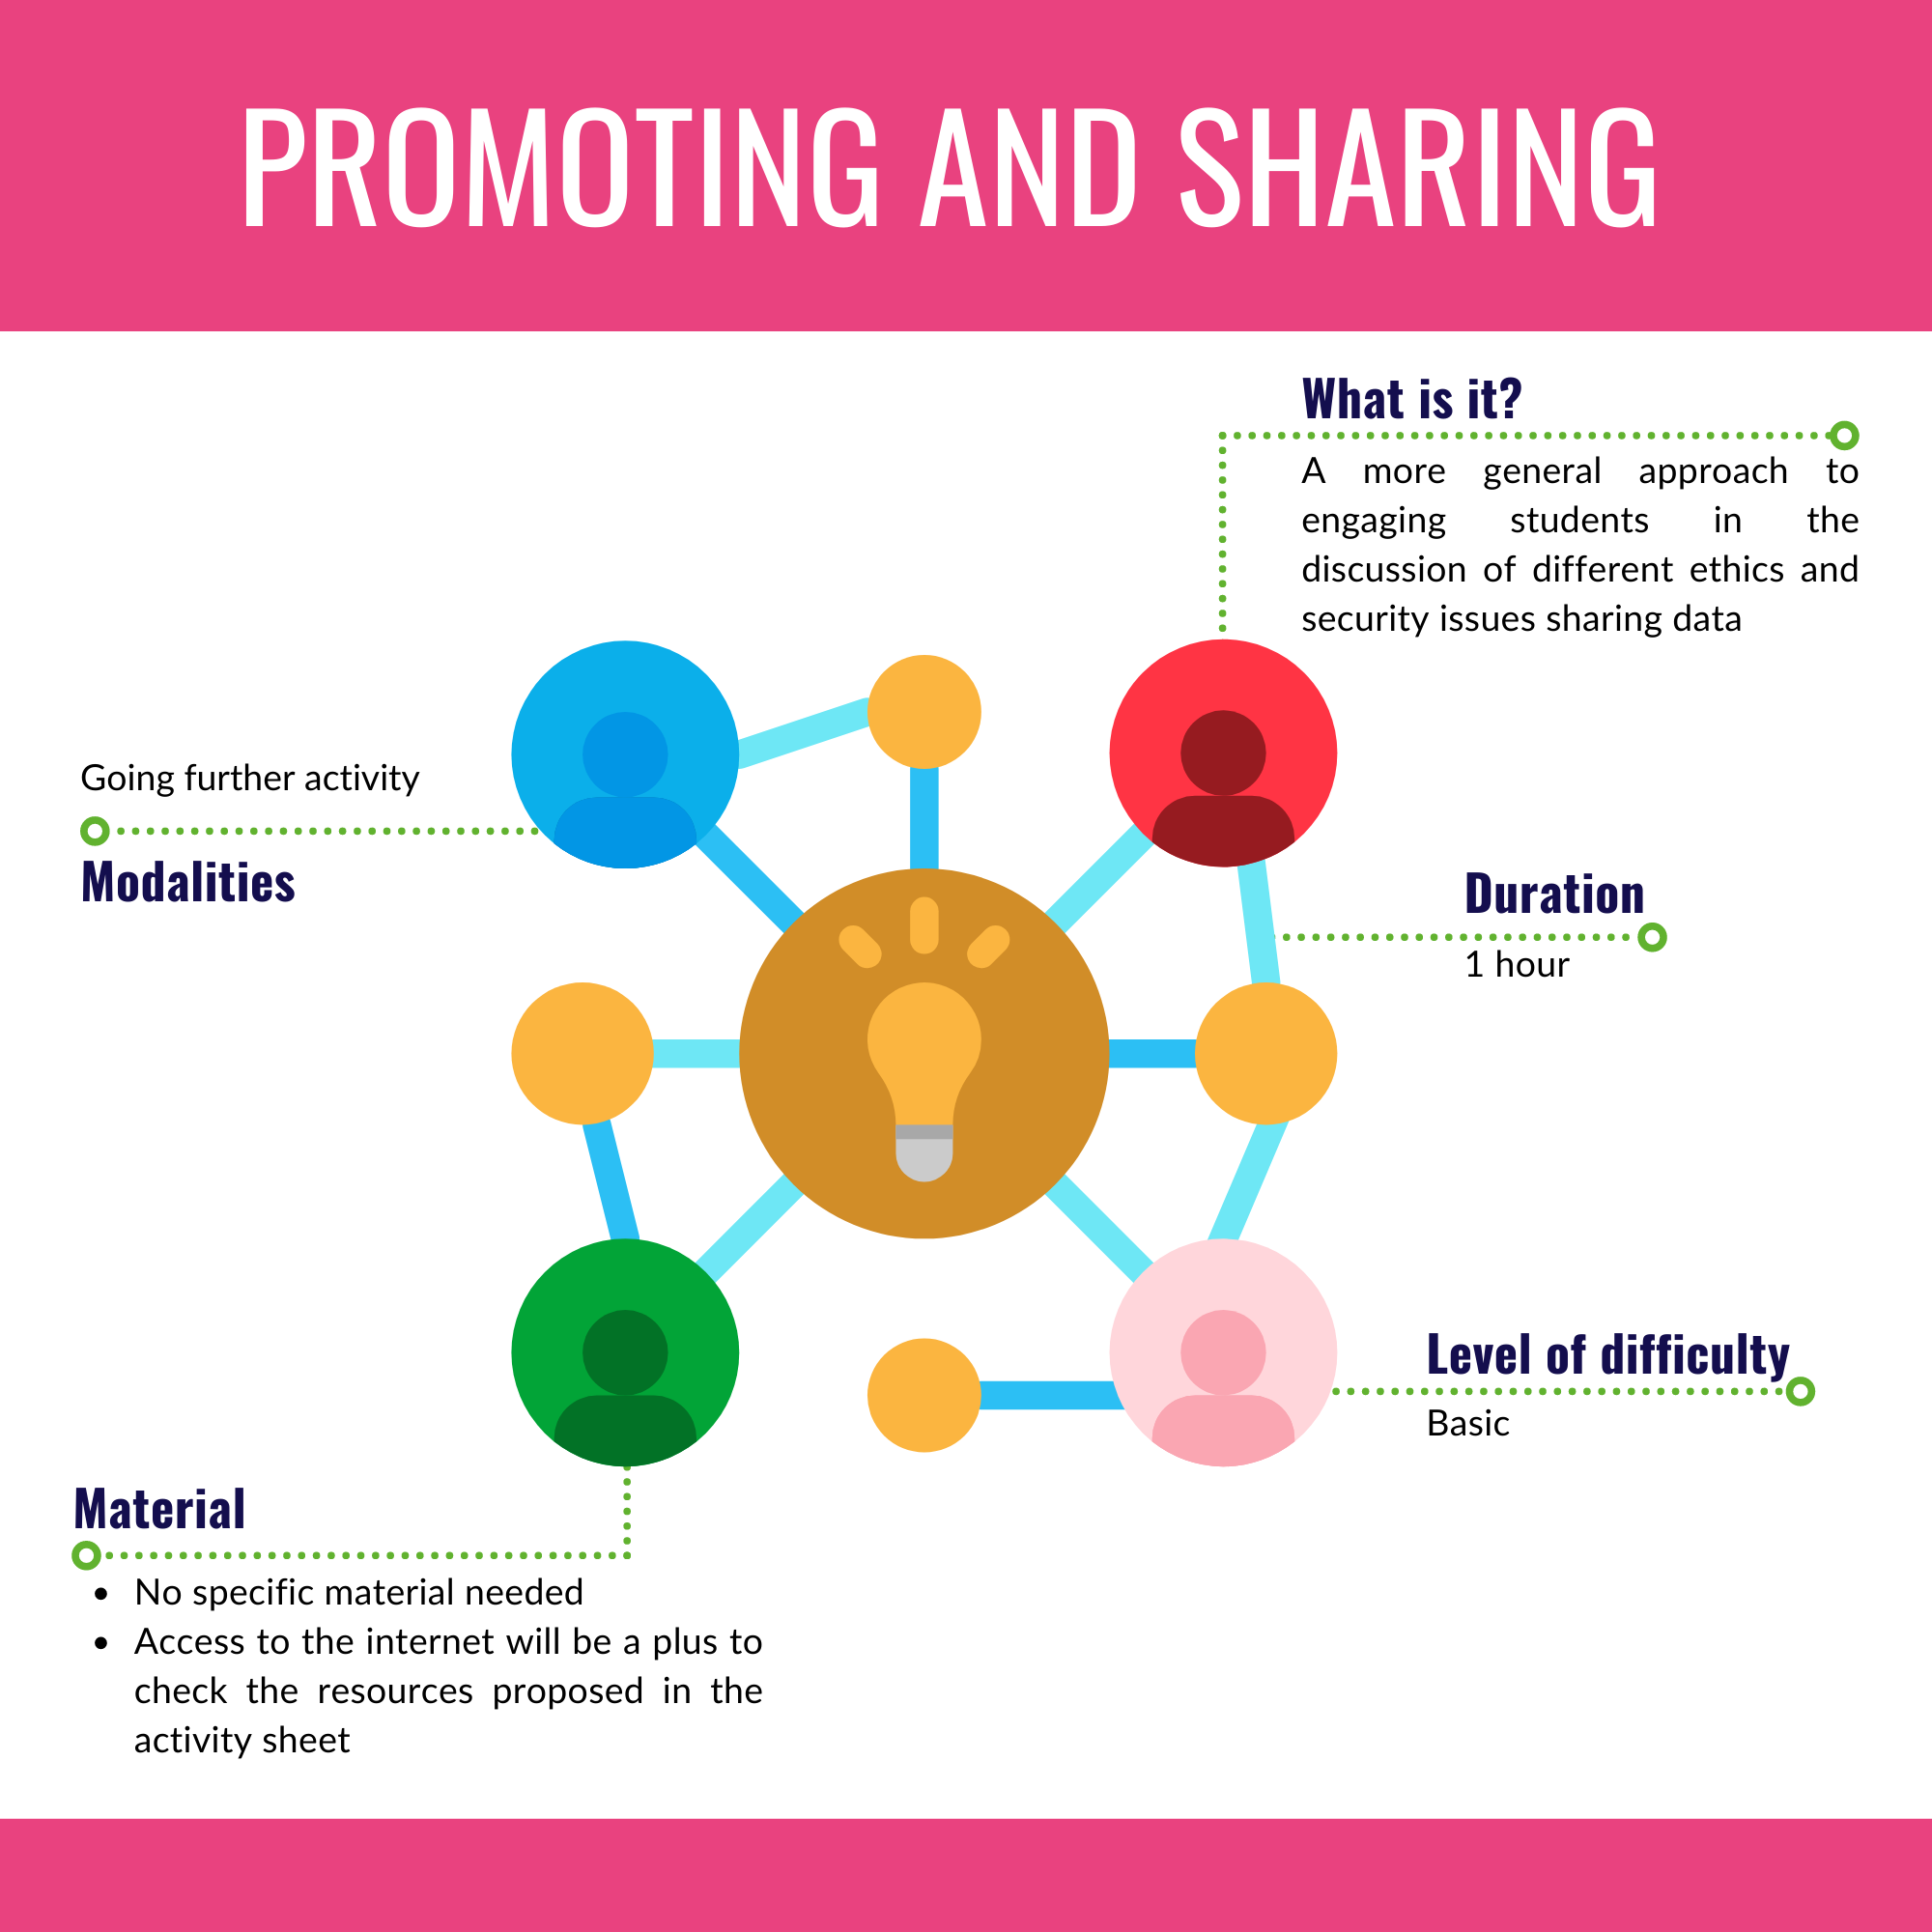 PROMOTING AND SHARING
What is it?
A more general approach to
engaging students in the
discussion of different ethics and
security issues sharing data
Going further activity
Modalities
Duration
1 hour
Level of difficulty
Basic
Material
• No specific material needed
• Access to the internet will be a plus to
check the resources proposed in the
activity sheet